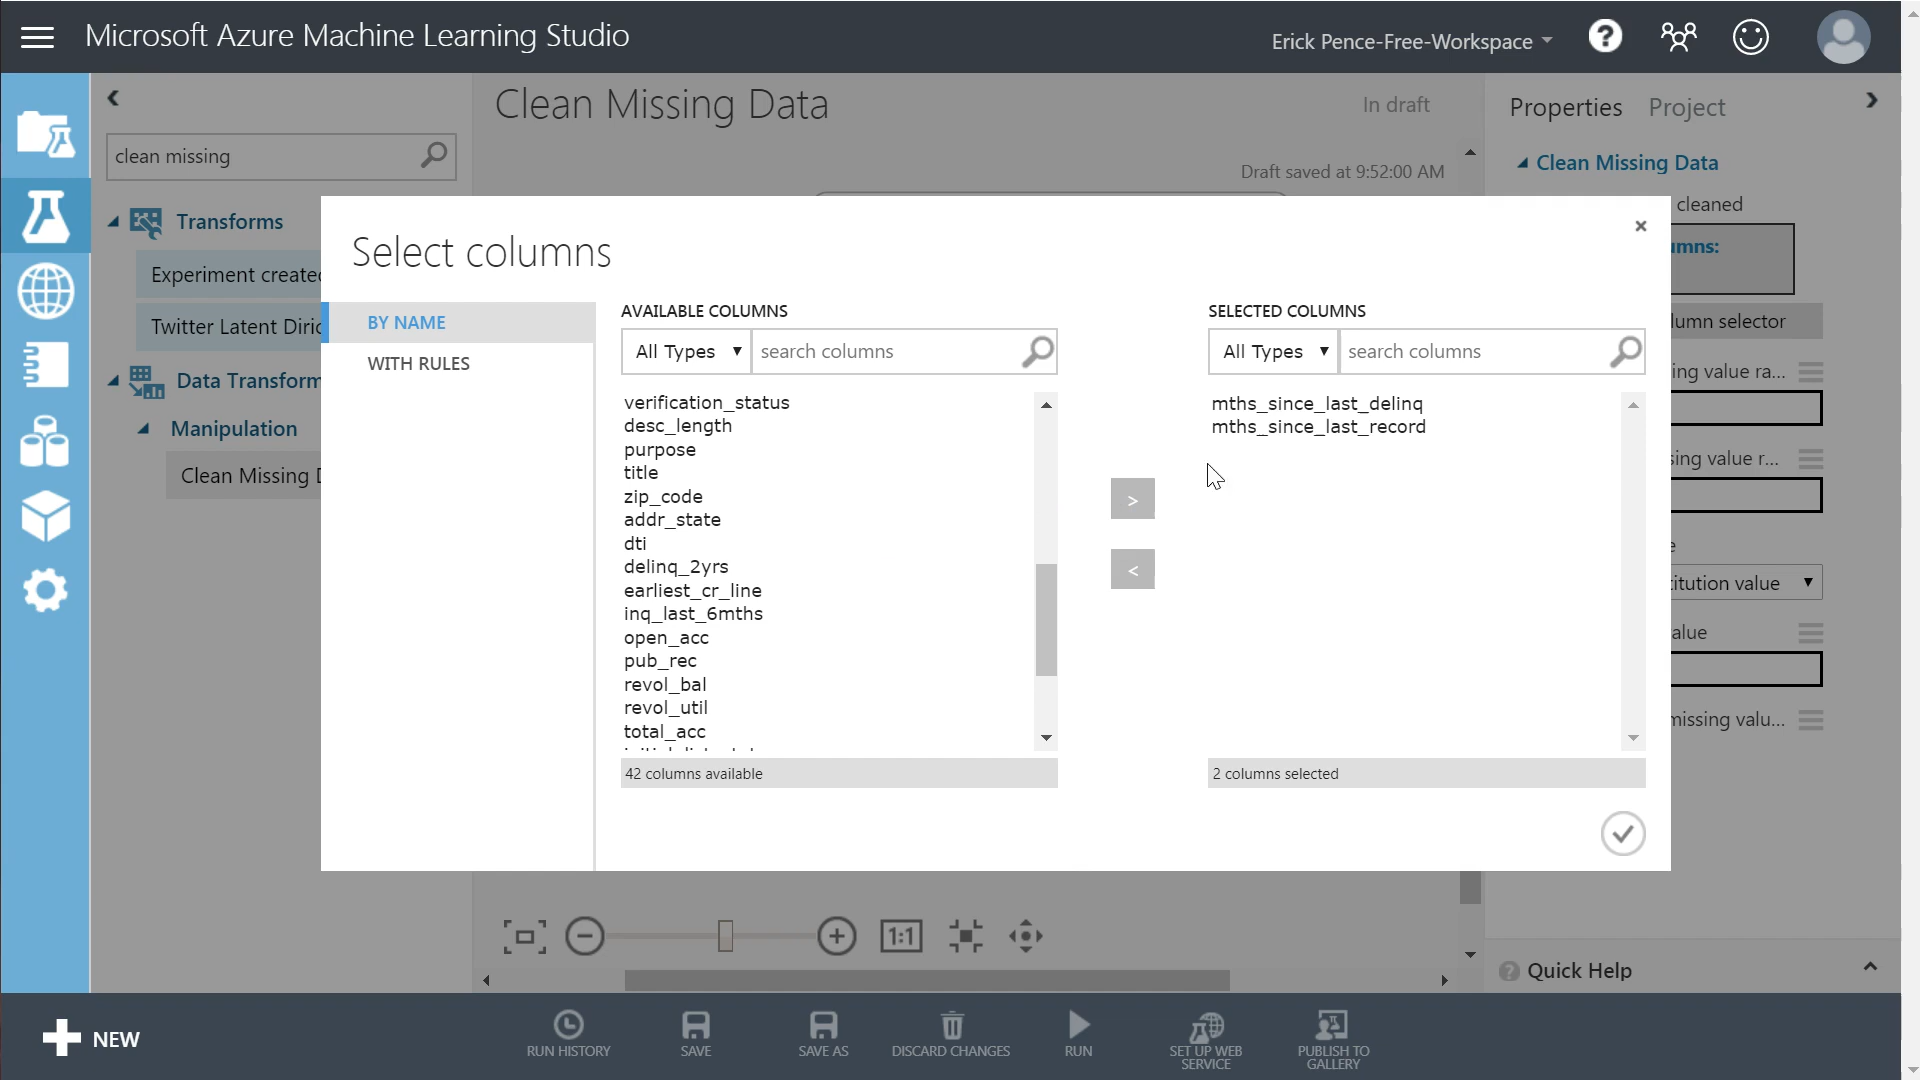 Microsoft Azure Machine Learning Studio
Erick Pence-Free-Workspace
?
clean missing
Transforms
Experiment created
Twitter Latent Diric
Data Transform
Manipulation
Clean Missing D
Clean Missing Data
In draft
Draft saved at 9:52:00 AM
Properties Project
Clean Missing Data
cleaned
umns:
lumn selector
ing value ra...
sing value r...
e
titution value
alue
missing valu...
Select columns
×
BY NAME
WITH RULES
AVAILABLE COLUMNS
All Types
search columns
verification_status
desc_length
purpose
title
zip_code
addr_state
dti
delinq_2yrs
earliest_cr_line
inq_last_6mths
open_acc
pub_rec
revol_bal
revol_util
total_acc
42 columns available
>
<
SELECTED COLUMNS
All Types
search columns
mths_since_last_delinq
mths_since_last_record
2 columns selected
1:1
? Quick Help
NEW
RUN HISTORY
SAVE
SAVE AS
DISCARD CHANGES
RUN
SET UP WEB
SERVICE
PUBLISH TO
GALLERY